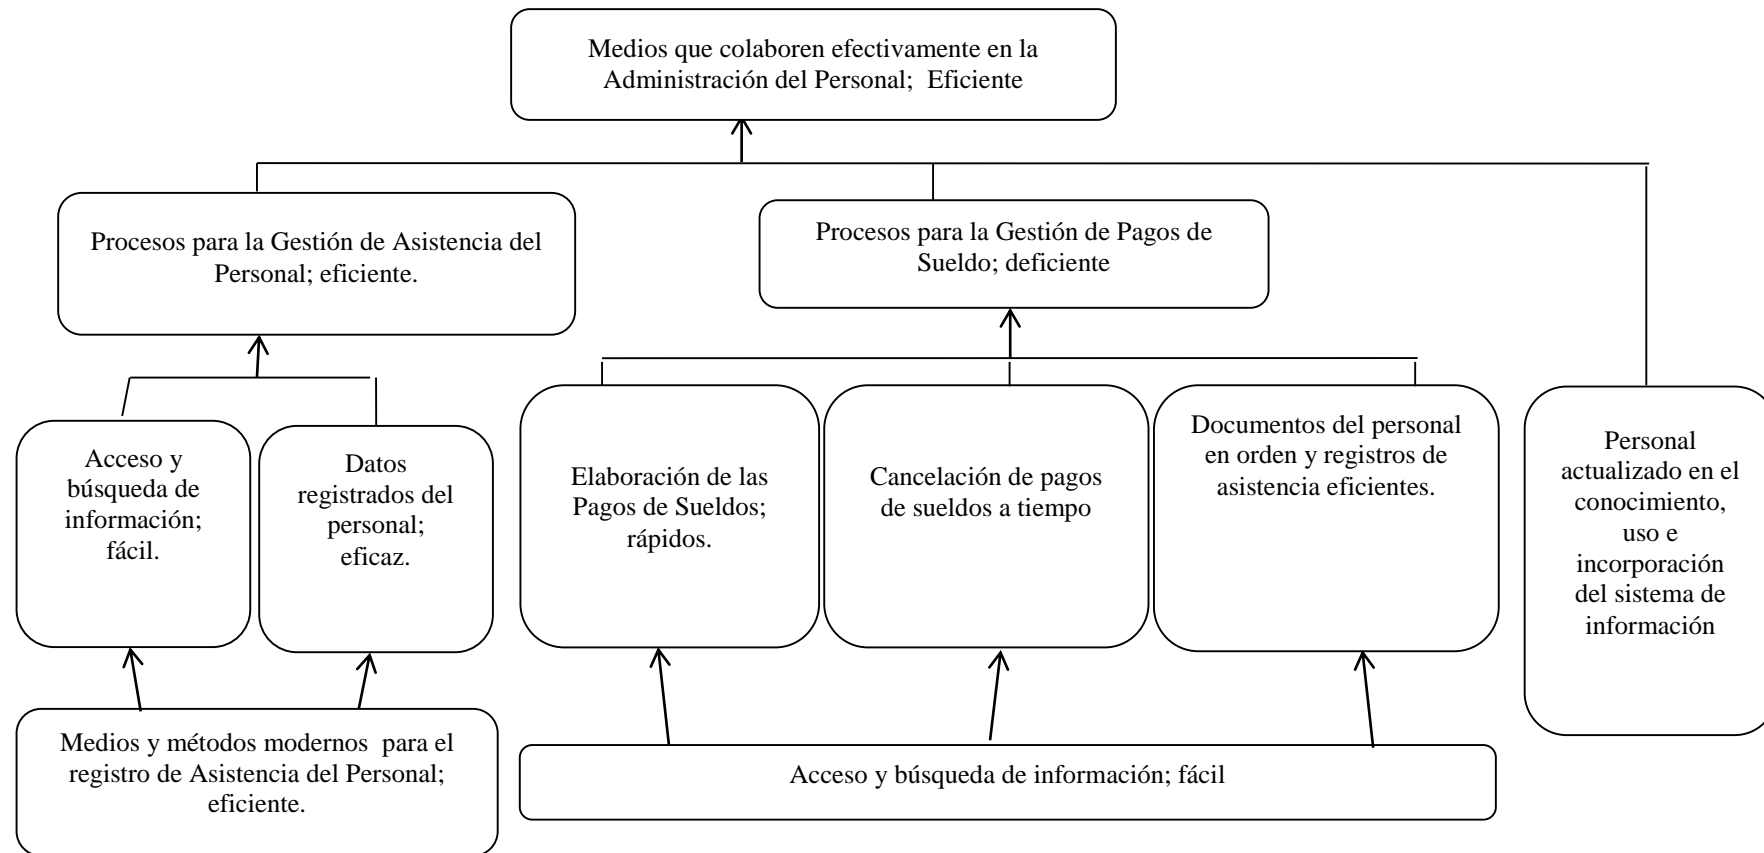 Medios que colaboren efectivamente en la
Administración del Personal;  Eficiente
Procesos para la Gestión de Asistencia del
Personal; eficiente.
Procesos para la Gestión de Pagos de
Sueldo; deficiente
Acceso y
búsqueda de
información;
fácil.
Datos
registrados del
personal;
eficaz.
Elaboración de las
Pagos de Sueldos;
rápidos.
Cancelación de pagos
de sueldos a tiempo
Documentos del personal
en orden y registros de
asistencia eficientes.
Personal
actualizado en el
conocimiento,
uso e
incorporación
del sistema de
información
Medios y métodos modernos  para el
registro de Asistencia del Personal;
eficiente.
Acceso y búsqueda de información; fácil